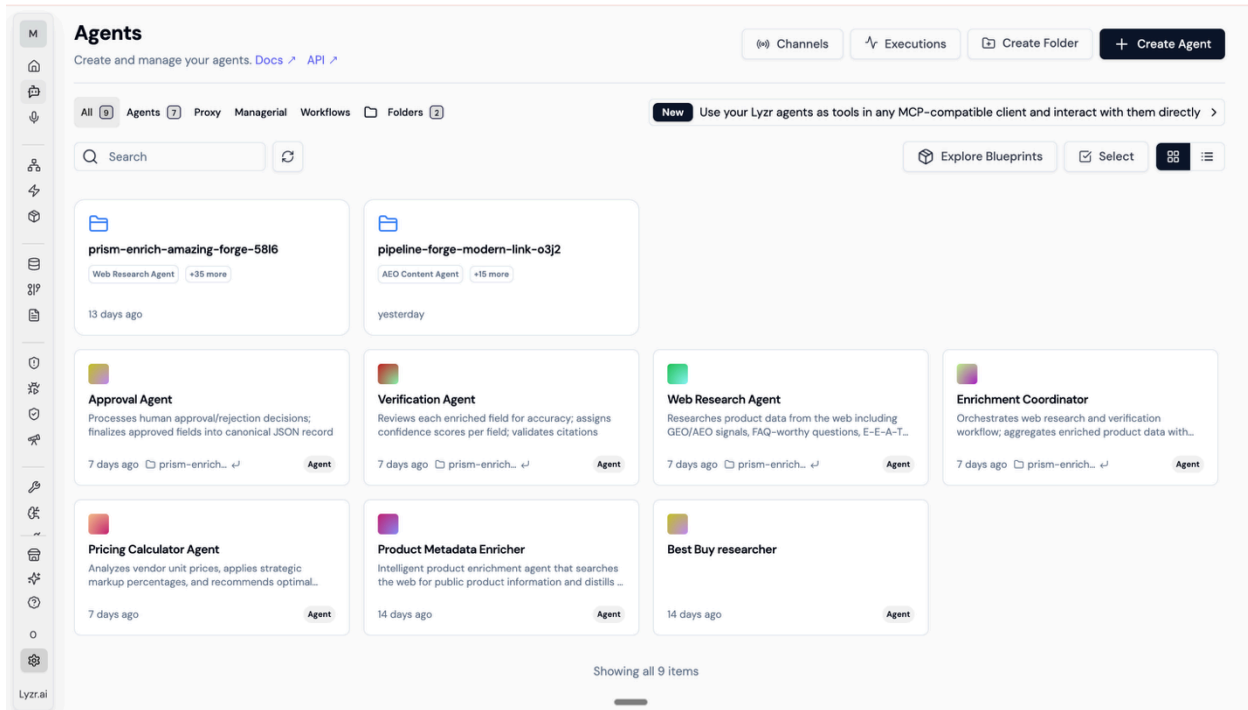 M
Agents
Create and manage your agents. Docs ↗ API ↗
Channels
Executions
Create Folder
+ Create Agent
All 9 Agents 7 Proxy Managerial Workflows Folders 2
New Use your Lyzr agents as tools in any MCP-compatible client and interact with them directly >
Search
Explore Blueprints
Select
prism-enrich-amazing-forge-58l6
Web Research Agent +35 more
13 days ago
pipeline-forge-modern-link-o3j2
AEO Content Agent +15 more
yesterday
Approval Agent
Processes human approval/rejection decisions;
finalizes approved fields into canonical JSON record
7 days ago prism-enrich... Agent
Verification Agent
Reviews each enriched field for accuracy; assigns
confidence scores per field; validates citations
7 days ago prism-enrich... Agent
Web Research Agent
Researches product data from the web including
GEO/AEO signals, FAQ-worthy questions, E-E-A-T...
7 days ago prism-enrich... Agent
Enrichment Coordinator
Orchestrates web research and verification
workflow; aggregates enriched product data with...
7 days ago prism-enrich... Agent
Pricing Calculator Agent
Analyzes vendor unit prices, applies strategic
markup percentages, and recommends optimal...
7 days ago Agent
Product Metadata Enricher
Intelligent product enrichment agent that searches
the web for public product information and distills ...
14 days ago Agent
Best Buy researcher
14 days ago Agent
Showing all 9 items
O
Lyzr.ai